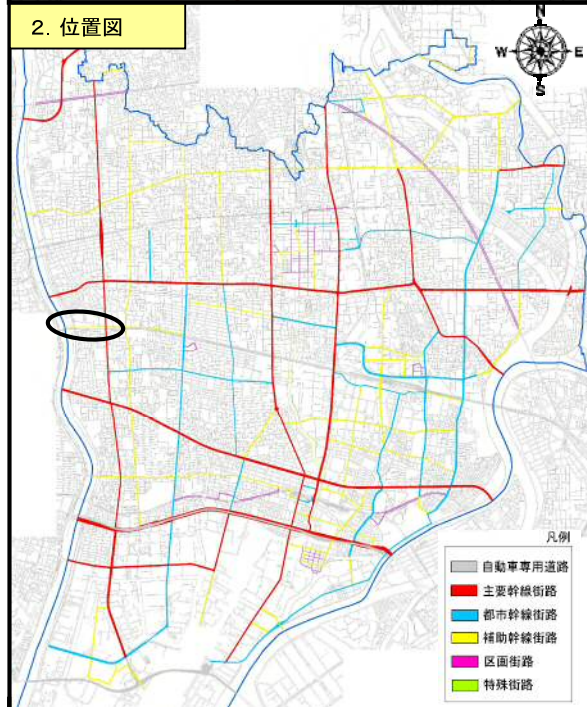 2. 位置図
N
W
E
S
凡例
自動車専用道路
主要幹線街路
都市幹線街路
補助幹線街路
区画街路
特殊街路